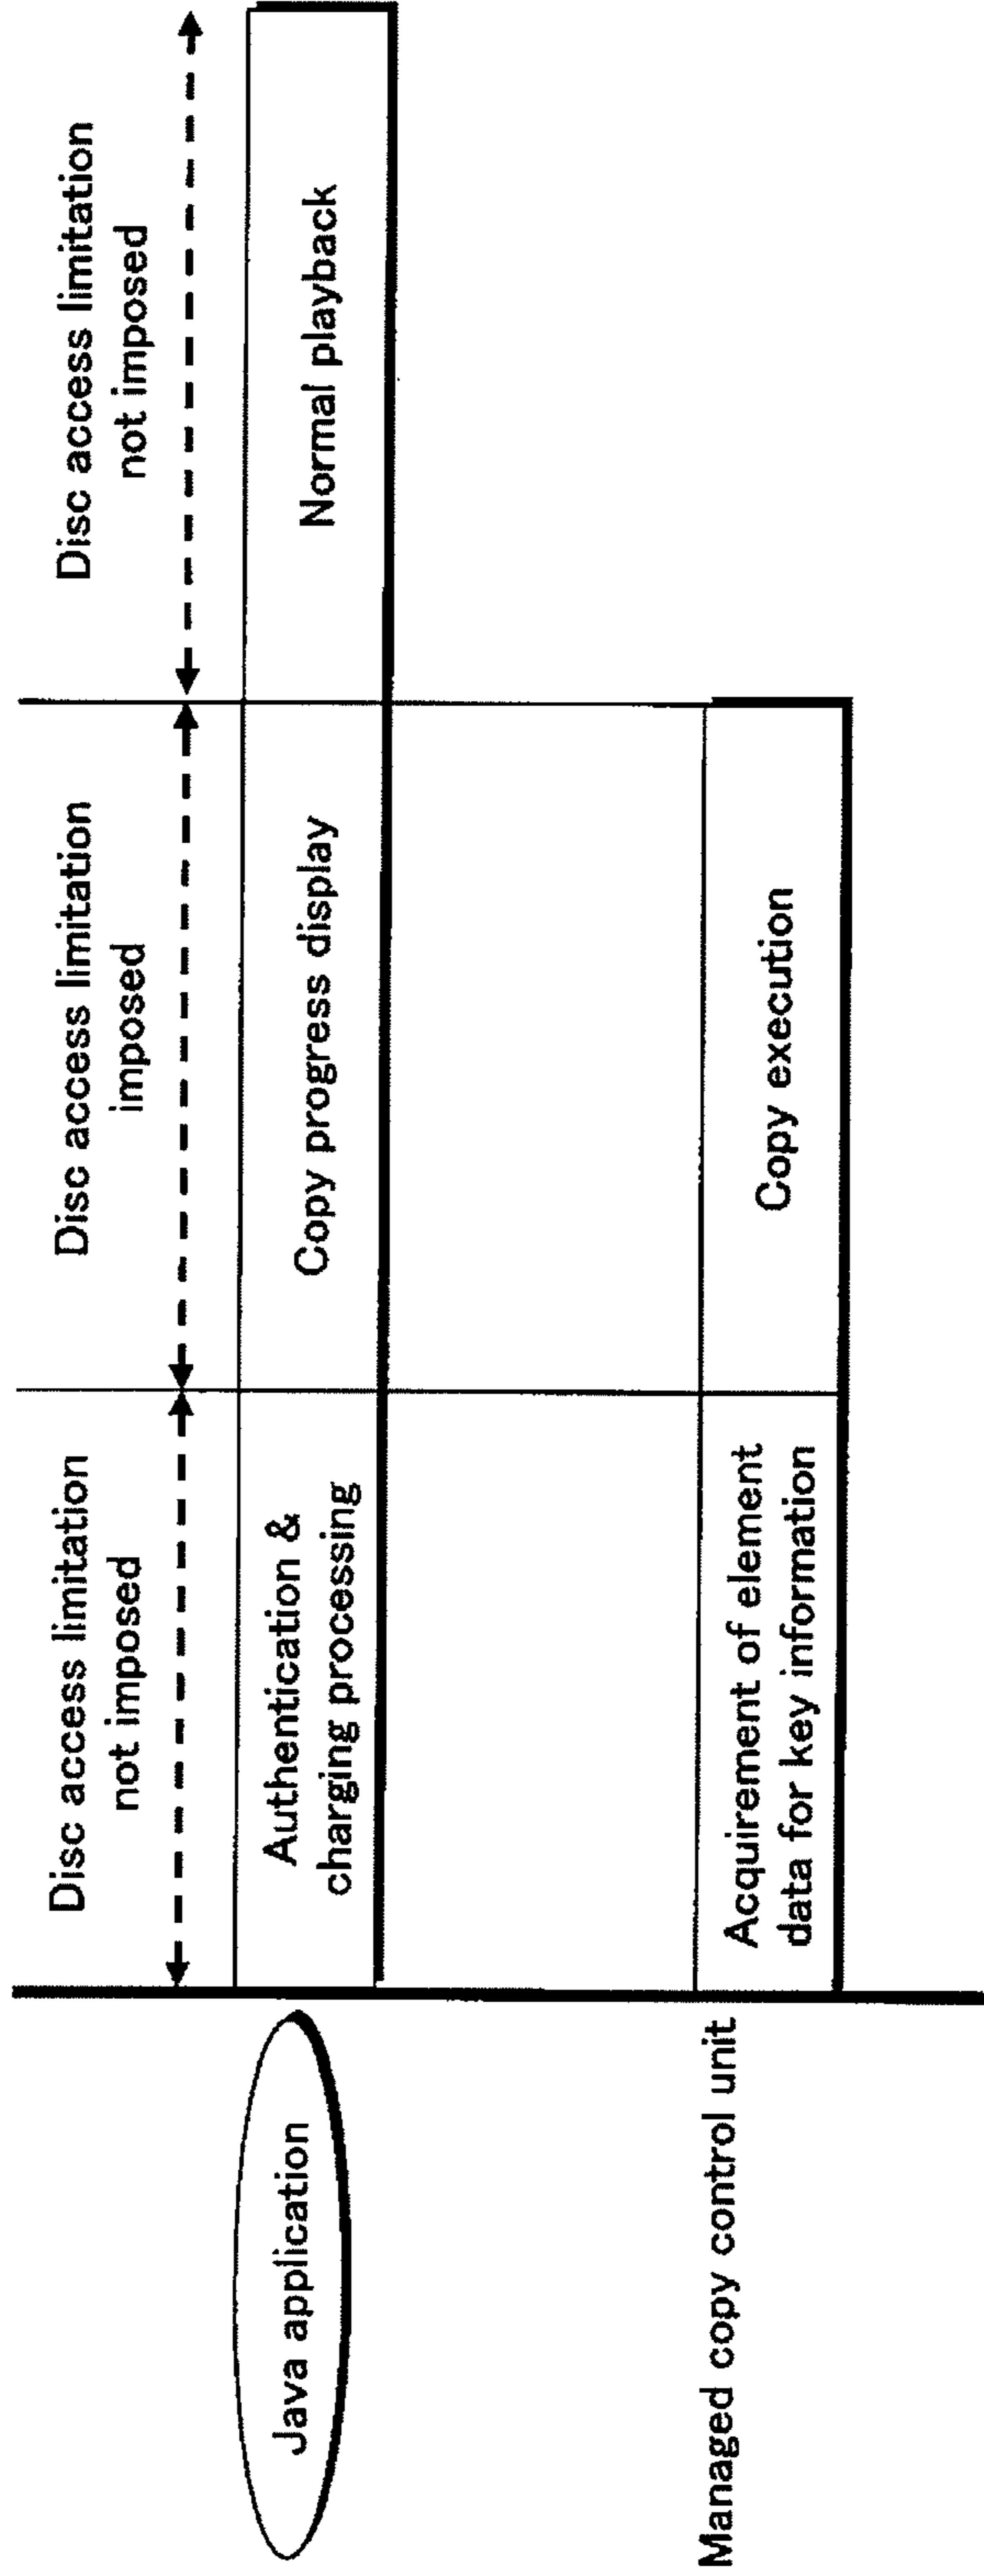 Disc access limitation
not imposed
Disc access limitation
imposed
Disc access limitation
not imposed
Java application
Authentication &
charging processing
Copy progress display
Normal playback
Managed copy control unit
Acquirement of element
data for key information
Copy execution